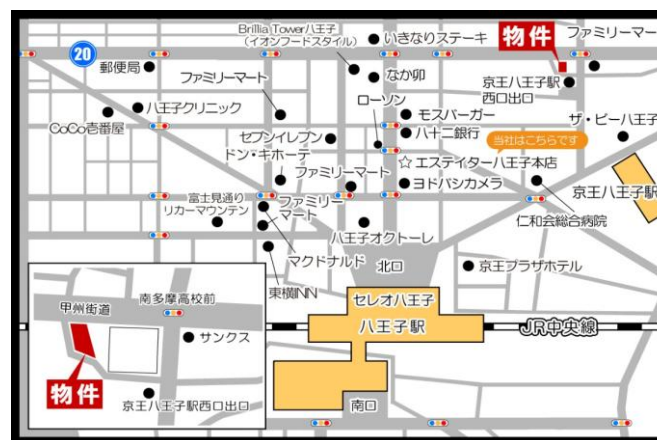 Brillia Tower八王子
(イオンフードスタイル)
いきなりステーキ
物件
ファミリーマー
20
郵便局
なか卯
京王八王子駅
西口出口
ファミリーマート
八王子クリニック
ローソン
モスバーガー
ザ・ビー八王子
CoCo壱番屋
セブンイレブン
八十二銀行
当社はこちらです
ドン・キホーテ
☆エステイター八王子本店
ファミリーマート
ヨドバシカメラ
京王八王子駅
富士見通り
リカーマウンテン
ファミリー
マート
仁和会総合病院
八王子オクトーレ
マクドナルド
北口
京王プラザホテル
東横INN
セレオ八王子
八王子駅
JR中央線
南口
甲州街道
南多摩高校前
サンクス
物件
京王八王子駅西口出口